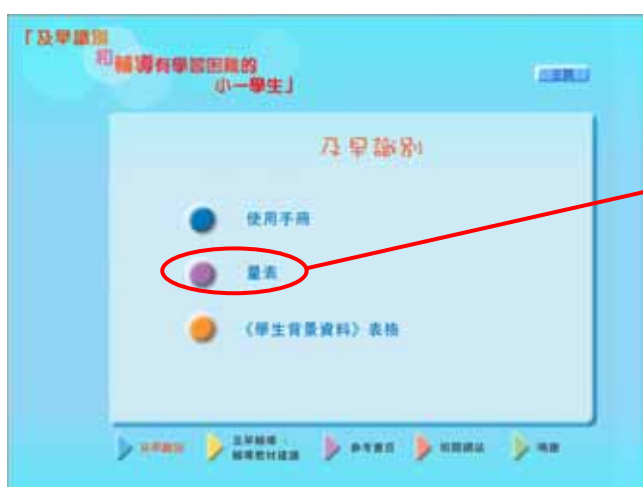 「及早識別
和輔導有學習困難的
小一學生」
主頁
及早識別
使用手冊
量表
《學生背景資料》表格
及早識別
及早輔導：
輔導教材建議
參考書目
相關網站
鳴謝